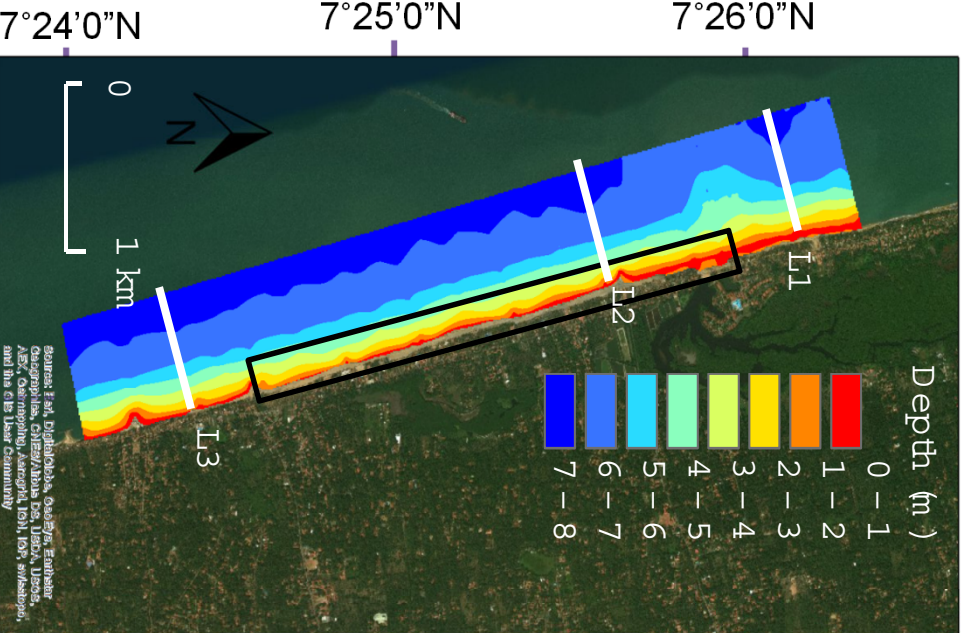 7°24’0”N
7°25’0”N
7°26’0”N
0
1 km
N
L1
L2
L3
Depth (m)
0 – 1
1 – 2
2 – 3
3 – 4
4 – 5
5 – 6
6 – 7
7 – 8
Source: Esri, DigitalGlobe, GeoEye, Earthstar
Geographics, CNES/Airbus DS, USDA, USGS,
AEX, Getmapping, Aerogrid, IGN, IGP, swisstopo,
and the GIS User Community